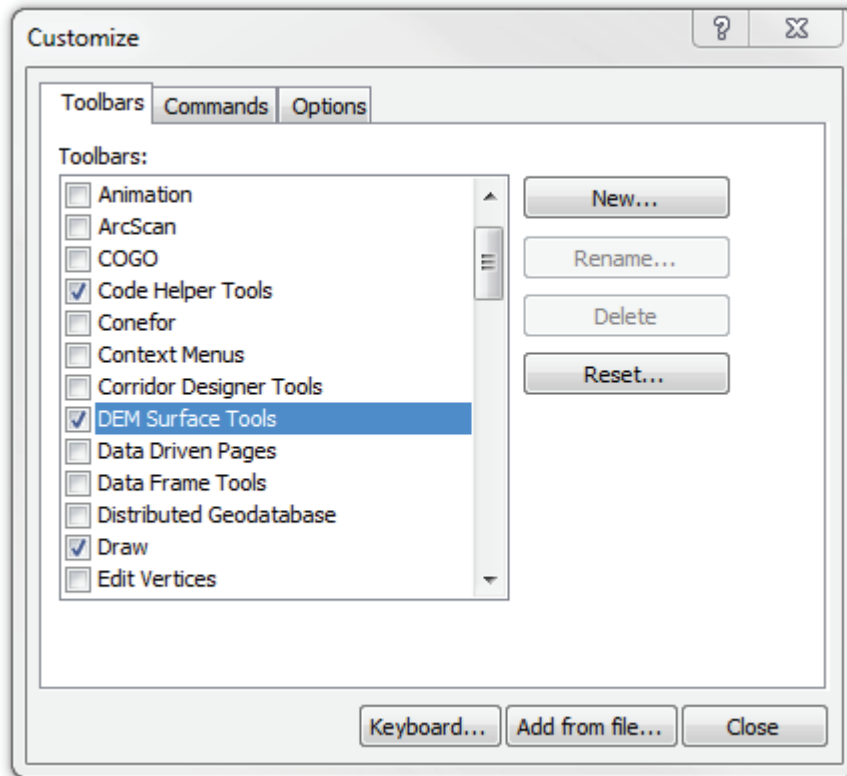 Customize
Toolbars Commands Options
Toolbars:
Animation
ArcScan
COGO
Code Helper Tools
Conefor
Context Menus
Corridor Designer Tools
DEM Surface Tools
Data Driven Pages
Data Frame Tools
Distributed Geodatabase
Draw
Edit Vertices
New...
Rename...
Delete
Reset...
Keyboard... Add from file... Close